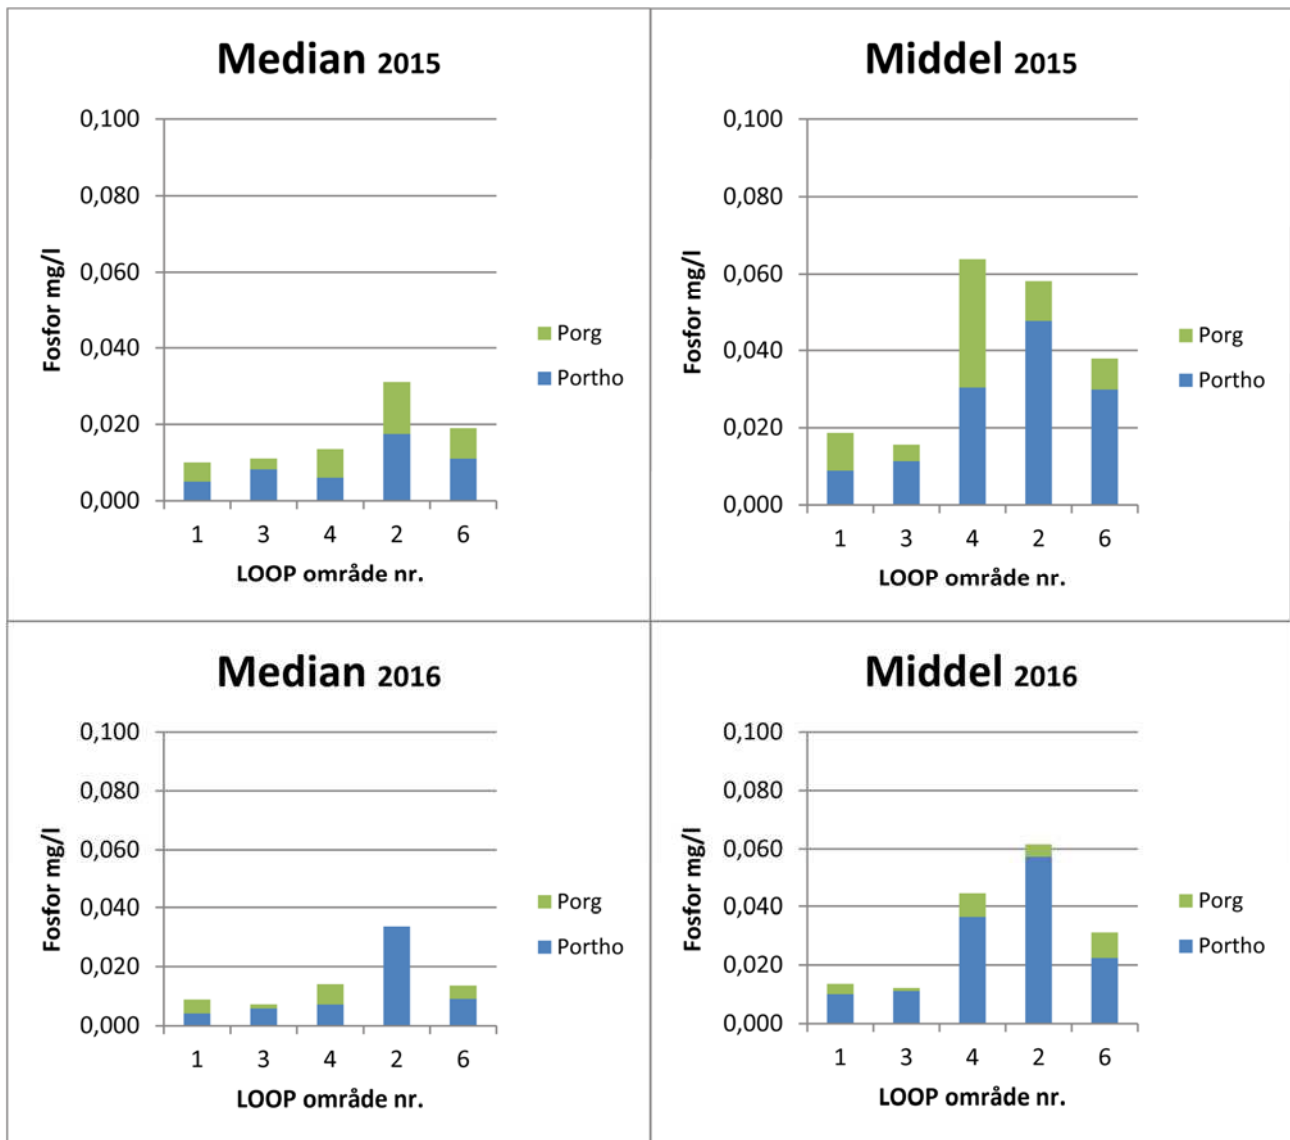 Median 2015
0,100
0,080
0,060
0,040
0,020
0,000
Fosfor mg/l
1 3 4 2 6
LOOP område nr.
Porg
Portho
Middel 2015
0,100
0,080
0,060
0,040
0,020
0,000
Fosfor mg/l
1 3 4 2 6
LOOP område nr.
Porg
Portho
Median 2016
0,100
0,080
0,060
0,040
0,020
0,000
Fosfor mg/l
1 3 4 2 6
LOOP område nr.
Porg
Portho
Middel 2016
0,100
0,080
0,060
0,040
0,020
0,000
Fosfor mg/l
1 3 4 2 6
LOOP område nr.
Porg
Portho